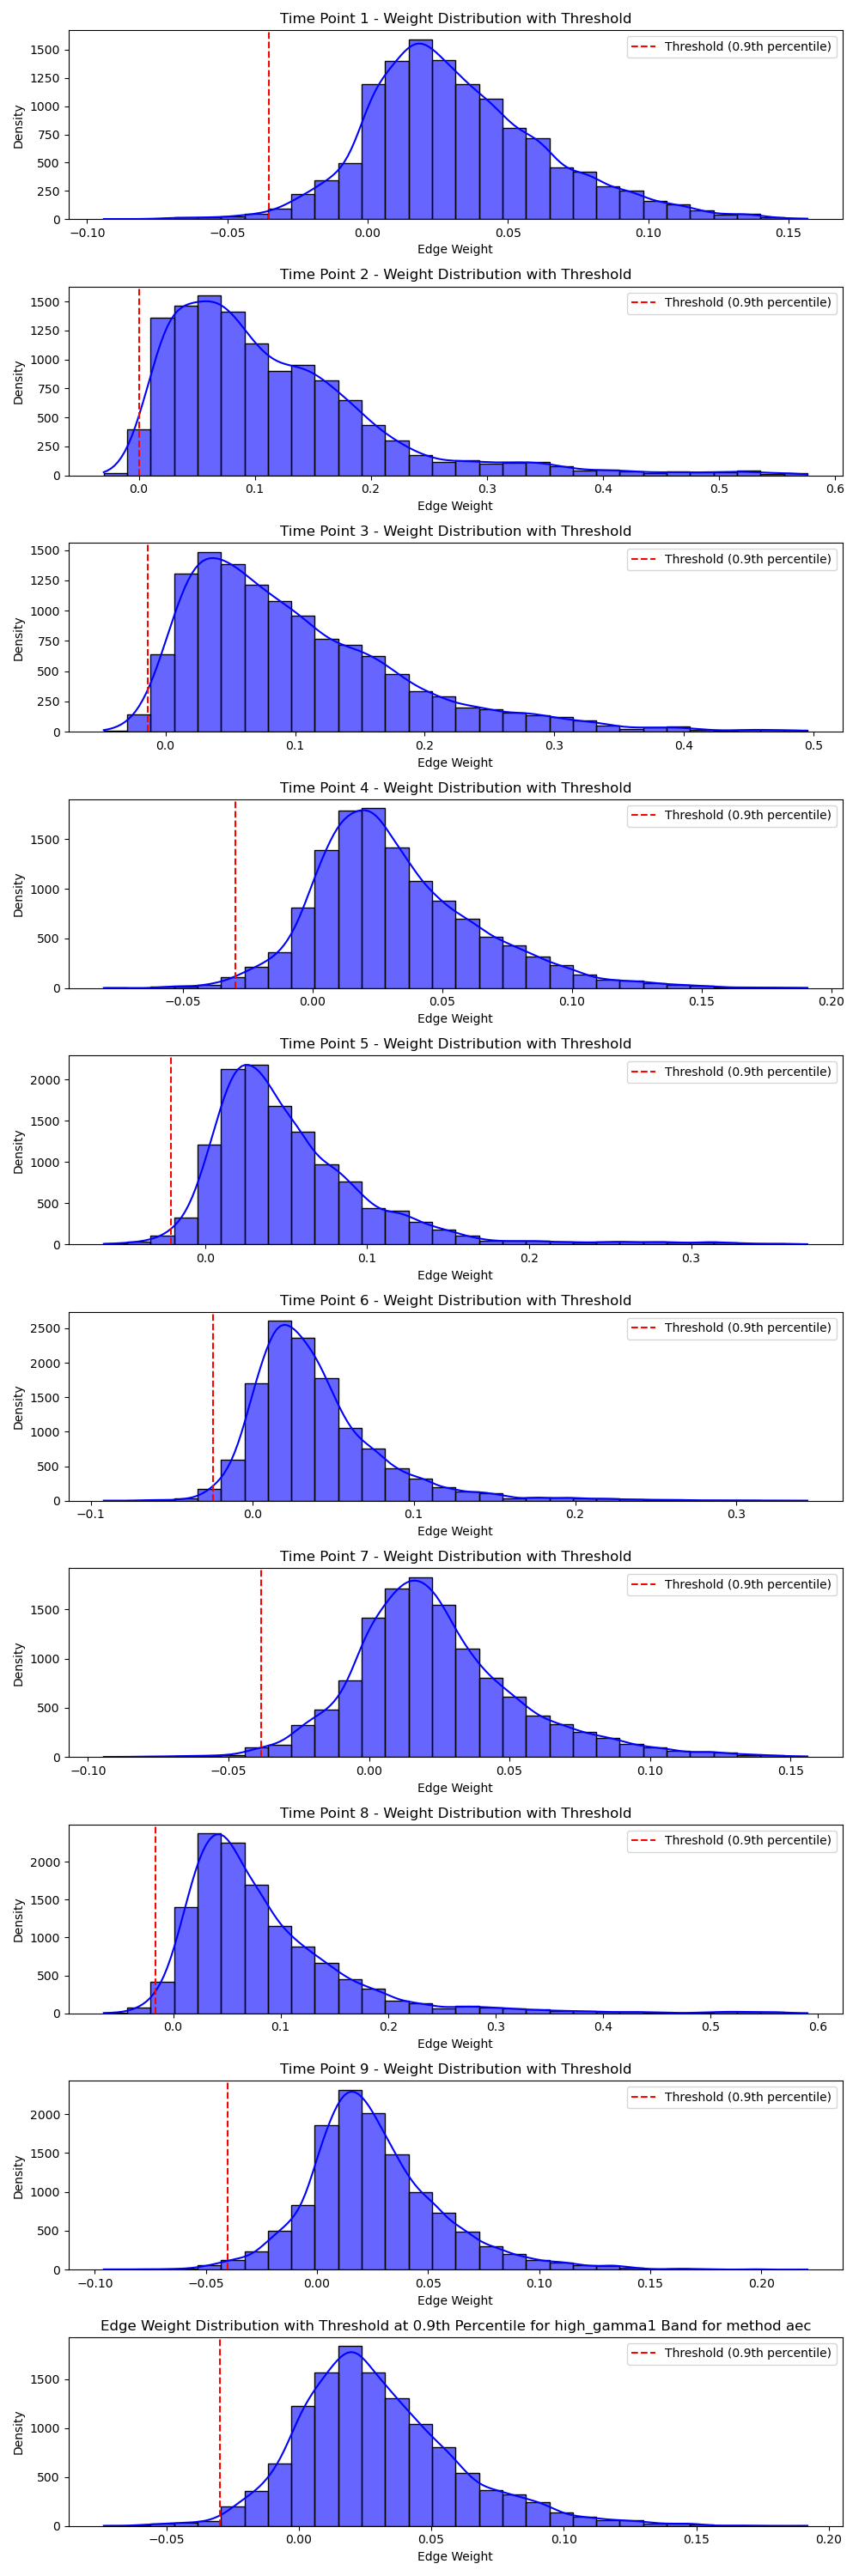 Time Point 1 - Weight Distribution with Threshold
Threshold (0.9th percentile)
Density
1500
1250
1000
750
500
250
0
−0.10 −0.05 0.00 0.05 0.10 0.15
Edge Weight
Time Point 2 - Weight Distribution with Threshold
Threshold (0.9th percentile)
Density
1500
1250
1000
750
500
250
0
0.0 0.1 0.2 0.3 0.4 0.5 0.6
Edge Weight
Time Point 3 - Weight Distribution with Threshold
Threshold (0.9th percentile)
Density
1500
1250
1000
750
500
250
0
0.0 0.1 0.2 0.3 0.4 0.5
Edge Weight
Time Point 4 - Weight Distribution with Threshold
Threshold (0.9th percentile)
Density
1500
1000
500
0
−0.05 0.00 0.05 0.10 0.15 0.20
Edge Weight
Time Point 5 - Weight Distribution with Threshold
Threshold (0.9th percentile)
Density
2000
1500
1000
500
0
0.0 0.1 0.2 0.3
Edge Weight
Time Point 6 - Weight Distribution with Threshold
Threshold (0.9th percentile)
Density
2500
2000
1500
1000
500
0
−0.1 0.0 0.1 0.2 0.3
Edge Weight
Time Point 7 - Weight Distribution with Threshold
Threshold (0.9th percentile)
Density
1500
1000
500
0
−0.10 −0.05 0.00 0.05 0.10 0.15
Edge Weight
Time Point 8 - Weight Distribution with Threshold
Threshold (0.9th percentile)
Density
2000
1500
1000
500
0
0.0 0.1 0.2 0.3 0.4 0.5 0.6
Edge Weight
Time Point 9 - Weight Distribution with Threshold
Threshold (0.9th percentile)
Density
2000
1500
1000
500
0
−0.10 −0.05 0.00 0.05 0.10 0.15 0.20
Edge Weight
Edge Weight Distribution with Threshold at 0.9th Percentile for high_gamma1 Band for method aec
Threshold (0.9th percentile)
Density
1500
1000
500
0
−0.05 0.00 0.05 0.10 0.15 0.20
Edge Weight